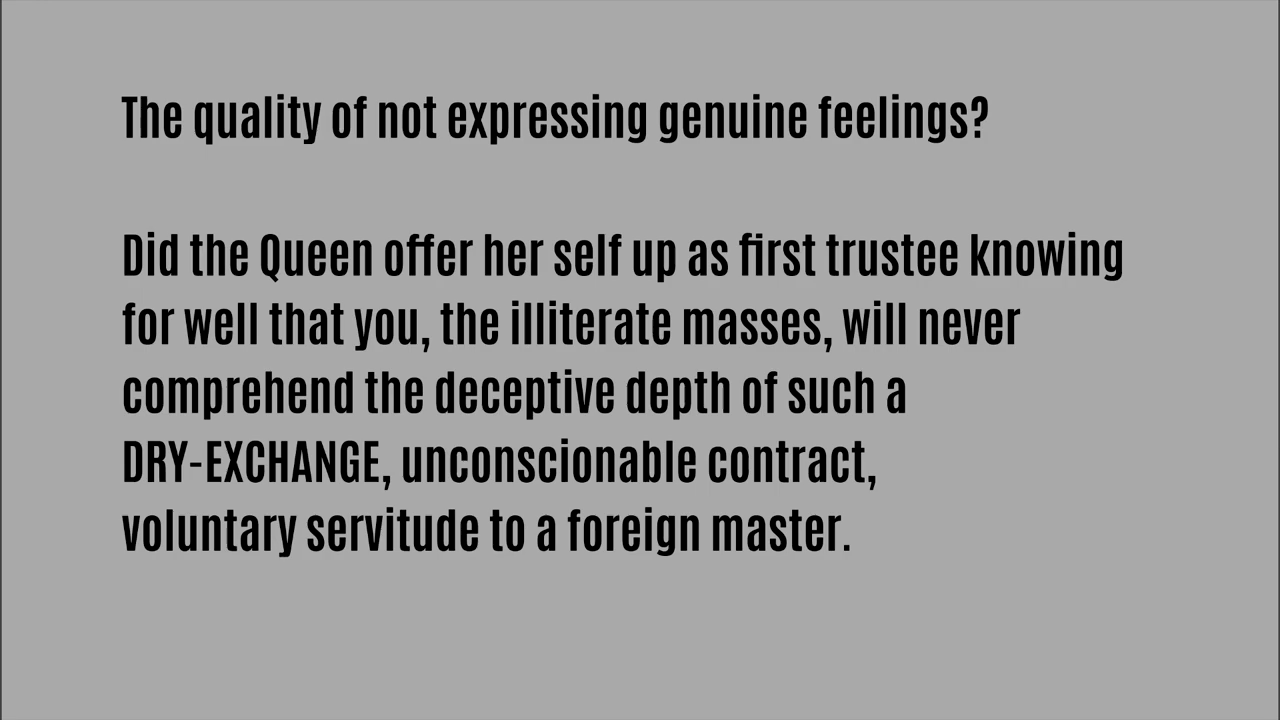 The quality of not expressing genuine feelings?
Did the Queen offer her self up as first trustee knowing
for well that you, the illiterate masses, will never
comprehend the deceptive depth of such a
DRY-EXCHANGE, unconscionable contract,
voluntary servitude to a foreign master.